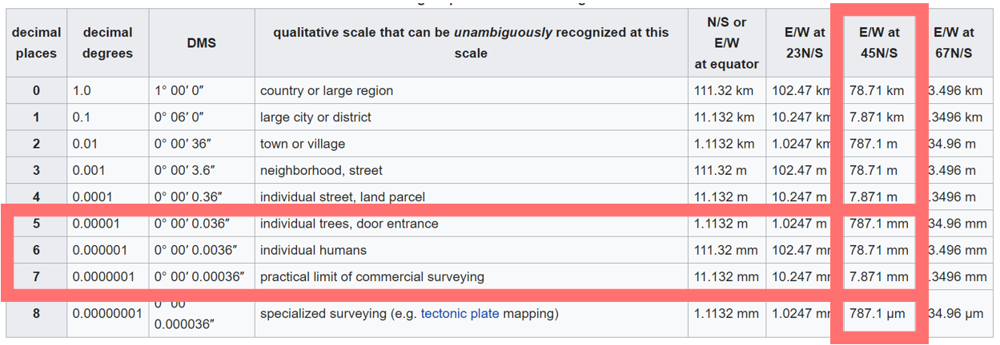 decimal places decimal degrees DMS qualitative scale that can be unambiguously recognized at this scale N/S or E/W at equator E/W at 23N/S E/W at 45N/S E/W at 67N/S
0 1.0 1° 00′ 0″ country or large region 111.32 km 102.47 km 78.71 km 3.496 km
1 0.1 0° 06′ 0″ large city or district 11.132 km 10.247 km 7.871 km .3496 km
2 0.01 0° 00′ 36″ town or village 1.1132 km 1.0247 km 787.1 m 34.96 m
3 0.001 0° 00′ 3.6″ neighborhood, street 111.32 m 102.47 m 78.71 m 3.496 m
4 0.0001 0° 00′ 0.36″ individual street, land parcel 11.132 m 10.247 m 7.871 m .3496 m
5 0.00001 0° 00′ 0.036″ individual trees, door entrance 1.1132 m 1.0247 m 787.1 mm 34.96 mm
6 0.000001 0° 00′ 0.0036″ individual humans 111.32 mm 102.47 mm 78.71 mm 3.496 mm
7 0.0000001 0° 00′ 0.00036″ practical limit of commercial surveying 11.132 mm 10.247 mm 7.871 mm .3496 mm
8 0.00000001 0° 00′ 0.000036″ specialized surveying (e.g. tectonic plate mapping) 1.1132 mm 1.0247 mm 787.1 μm 34.96 μm